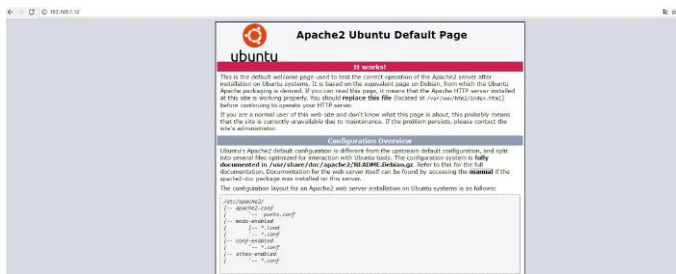 192.168.1.12
Apache2 Ubuntu Default Page
ubuntu
It works!
This is the default welcome page used to test the correct operation of the Apache2 server after
installation on Ubuntu systems. It is based on the equivalent page on Debian, from which the Ubuntu
Apache packaging is derived. If you can read this page, it means that the Apache HTTP server installed
at this site is working properly. You should replace this file (located at /var/www/html/index.html)
before continuing to operate your HTTP server.
If you are a normal user of this web site and don't know what this page is about, this probably means
that the site is currently unavailable due to maintenance. If the problem persists, please contact the
site's administrator.
Configuration Overview
Ubuntu's Apache2 default configuration is different from the upstream default configuration, and split
into several files optimized for interaction with Ubuntu tools. The configuration system is fully
documented in /usr/share/doc/apache2/README.Debian.gz. Refer to this for the full
documentation. Documentation for the web server itself can be found by accessing the manual if the
apache2-doc package was installed on this server.
The configuration layout for an Apache2 web server installation on Ubuntu systems is as follows:
/etc/apache2/
|-- apache2.conf
|       `-- ports.conf
|-- mods-enabled
|       |-- *.load
|       `-- *.conf
|-- conf-enabled
|       `-- *.conf
|-- sites-enabled
|       `-- *.conf